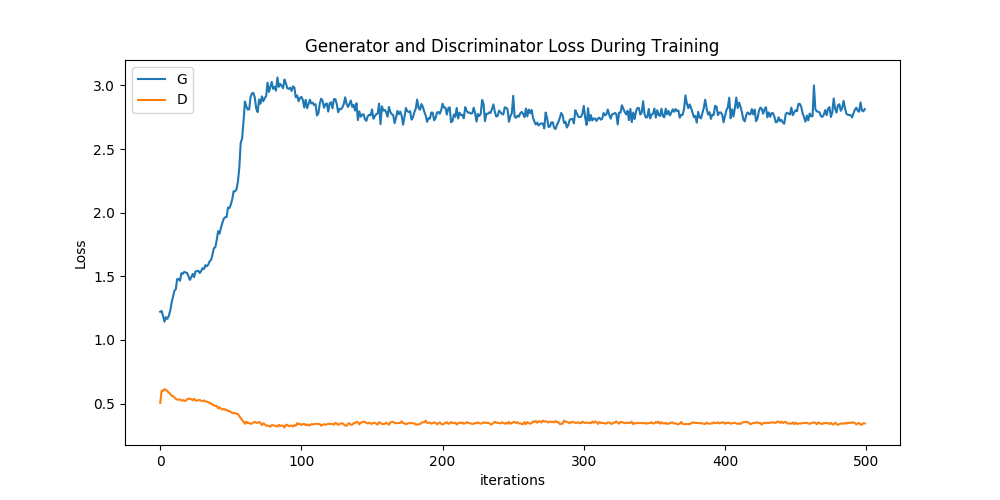 Generator and Discriminator Loss During Training
G
D
3.0
2.5
2.0
1.5
1.0
0.5
Loss
0 100 200 300 400 500
iterations